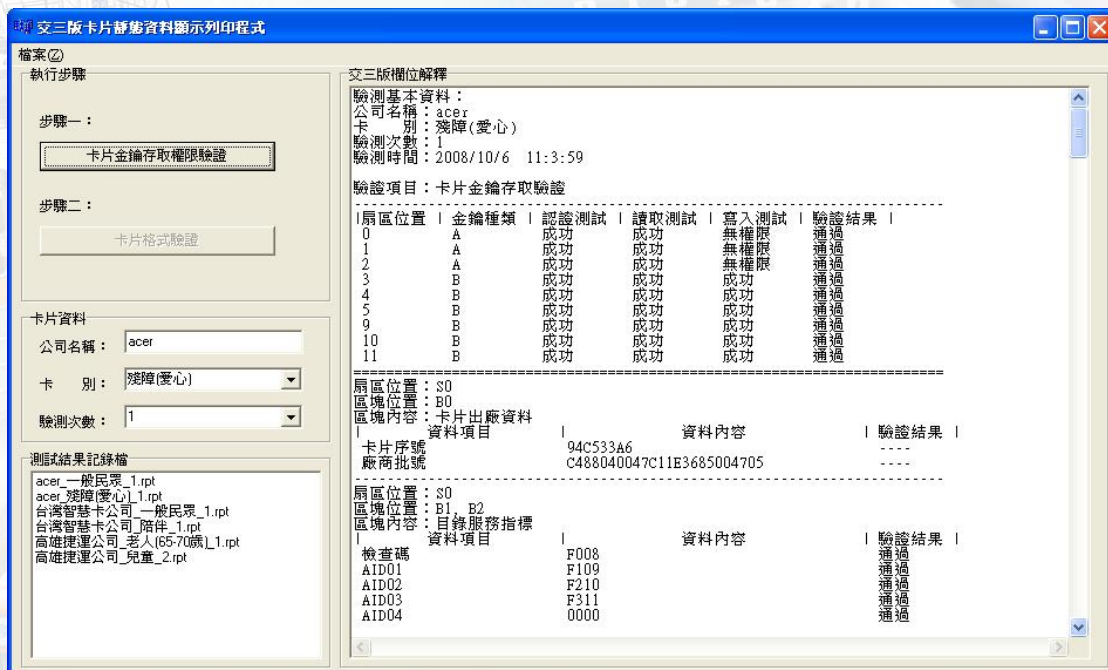 交三版卡片靜態資料顯示列印程式
檔案(Z)
執行步驟
步驟一：
卡片金鑰存取權限驗證
步驟二：
卡片格式驗證
卡片資料
公司名稱： acer
卡 別： 殘障(愛心)
驗測次數： 1
測試結果記錄檔
acer_一般民眾_1.rpt
acer_殘障(愛心)_1.rpt
台灣智慧卡公司_一般民眾_1.rpt
台灣智慧卡公司_陪伴_1.rpt
高雄捷運公司_老人(65-70歲)_1.rpt
高雄捷運公司_兒童_2.rpt
交三版欄位解釋
驗測基本資料：
公司名稱：acer
卡 別：殘障(愛心)
驗測次數：1
驗測時間：2008/10/6 11:3:59
驗證項目：卡片金鑰存取驗證
|扇區位置 | 金鑰種類 | 認證測試 | 讀取測試 | 寫入測試 | 驗證結果 |
0 A 成功 成功 無權限 通過
1 A 成功 成功 無權限 通過
2 A 成功 成功 無權限 通過
3 B 成功 成功 成功 通過
4 B 成功 成功 成功 通過
5 B 成功 成功 成功 通過
9 B 成功 成功 成功 通過
10 B 成功 成功 成功 通過
11 B 成功 成功 成功 通過
扇區位置：S0
區塊位置：B0
區塊內容：卡片出廠資料
| 資料項目 | 資料內容 | 驗證結果 |
卡片序號 94C533A6 ----
廠商批號 C488040047C11E3685004705 ----
扇區位置：S0
區塊位置：B1, B2
區塊內容：目錄服務指標
| 資料項目 | 資料內容 | 驗證結果 |
檢查碼 F008 通過
AID01 F109 通過
AID02 F210 通過
AID03 F311 通過
AID04 0000 通過